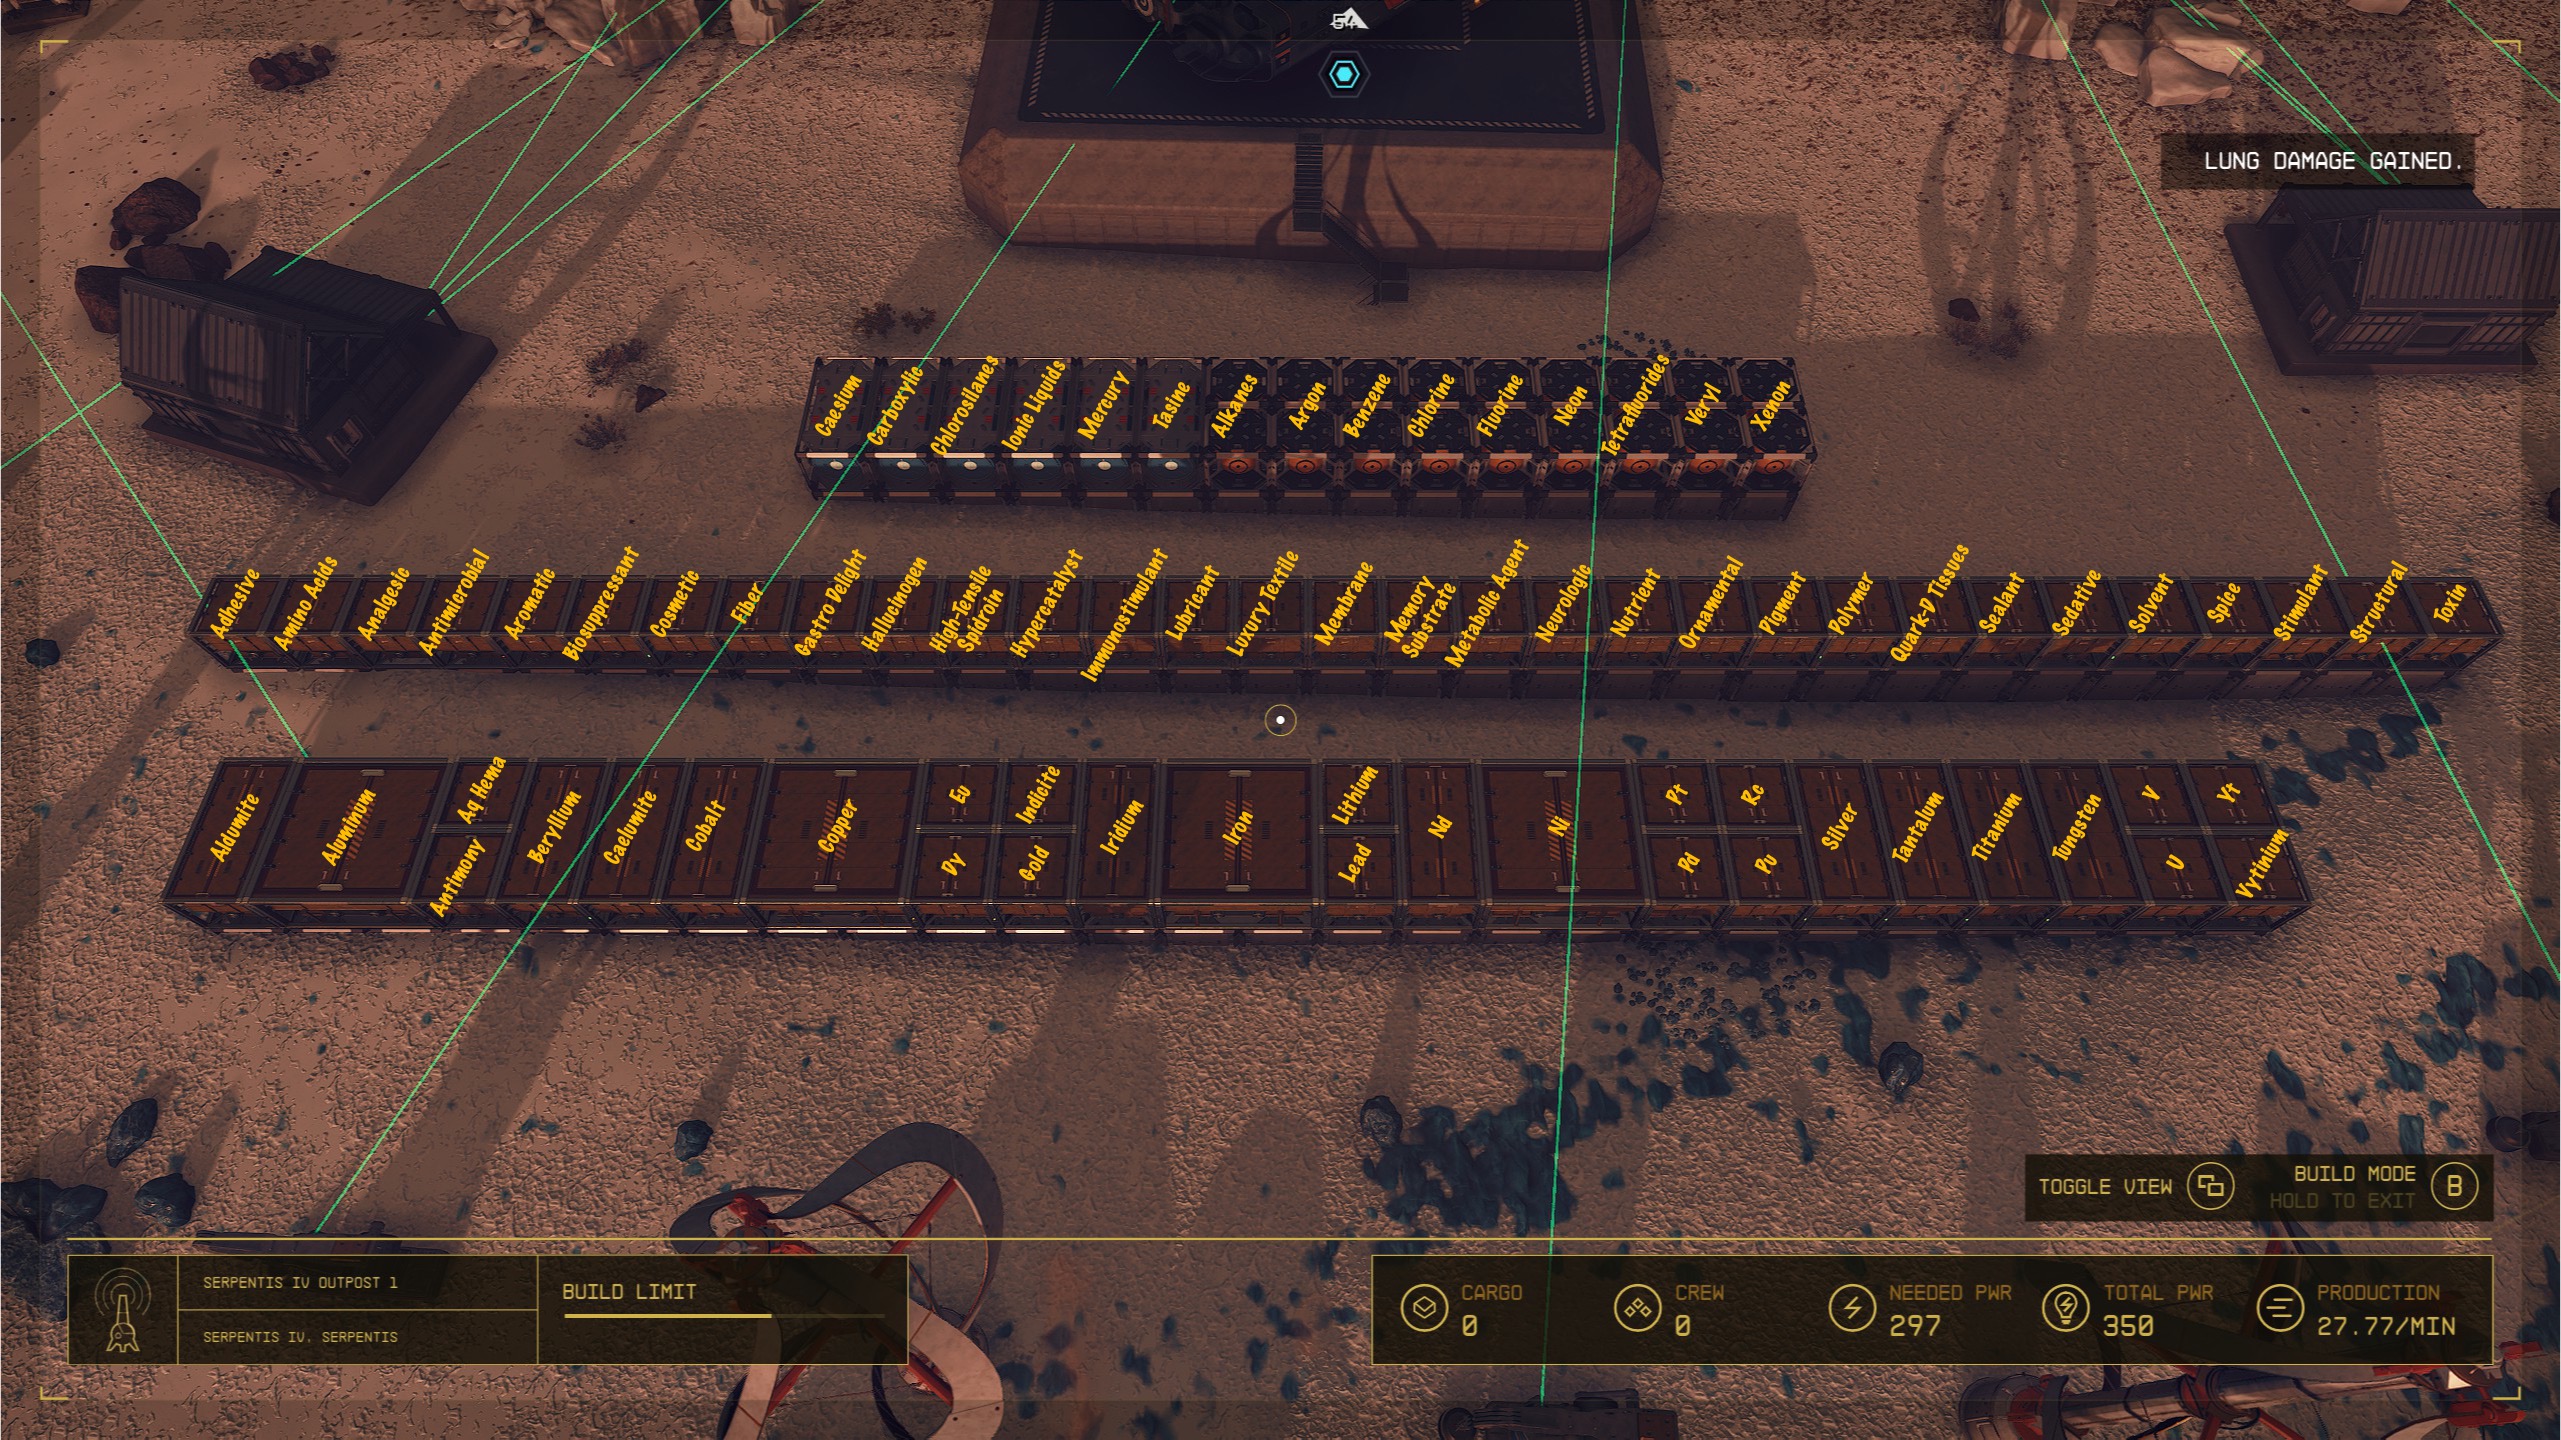 54
LUNG DAMAGE GAINED.
Caesium
Carboxylic
Chlorosilanes
Ionic Liquids
Mercury
Tasine
Alkanes
Argon
Benzene
Chlorine
Fluorine
Neon
Tetrafluorides
Veryl
Xenon
Adhesive
Amino Acids
Analgesic
Antimicrobial
Aromatic
Biosuppressant
Cosmetic
Fiber
Gastro Delight
Hallucinogen
High-Tensile
Spidroin
Hypercatalyst
Immunostimulant
Lubricant
Luxury Textile
Membrane
Memory
Substrate
Metabolic Agent
Neurologic
Nutrient
Ornamental
Pigment
Polymer
Quark-D Tissues
Sealant
Sedative
Solvent
Spice
Stimulant
Structural
Toxin
Aldumite
Aluminum
Aq Hema
Antimony
Beryllium
Caelumite
Cobalt
Copper
Eu
Dy
Indicite
Gold
Iridium
Iron
Lithium
Lead
Nd
Ni
Pt
Pd
Rc
Pu
Silver
Tantalum
Titanium
Tungsten
V
U
Yt
Vytinium
TOGGLE VIEW
BUILD MODE
HOLD TO EXIT
B
SERPENTIS IV OUTPOST 1
SERPENTIS IV, SERPENTIS
BUILD LIMIT
CARGO
0
CREW
0
NEEDED PWR
297
TOTAL PWR
350
PRODUCTION
27.77/MIN